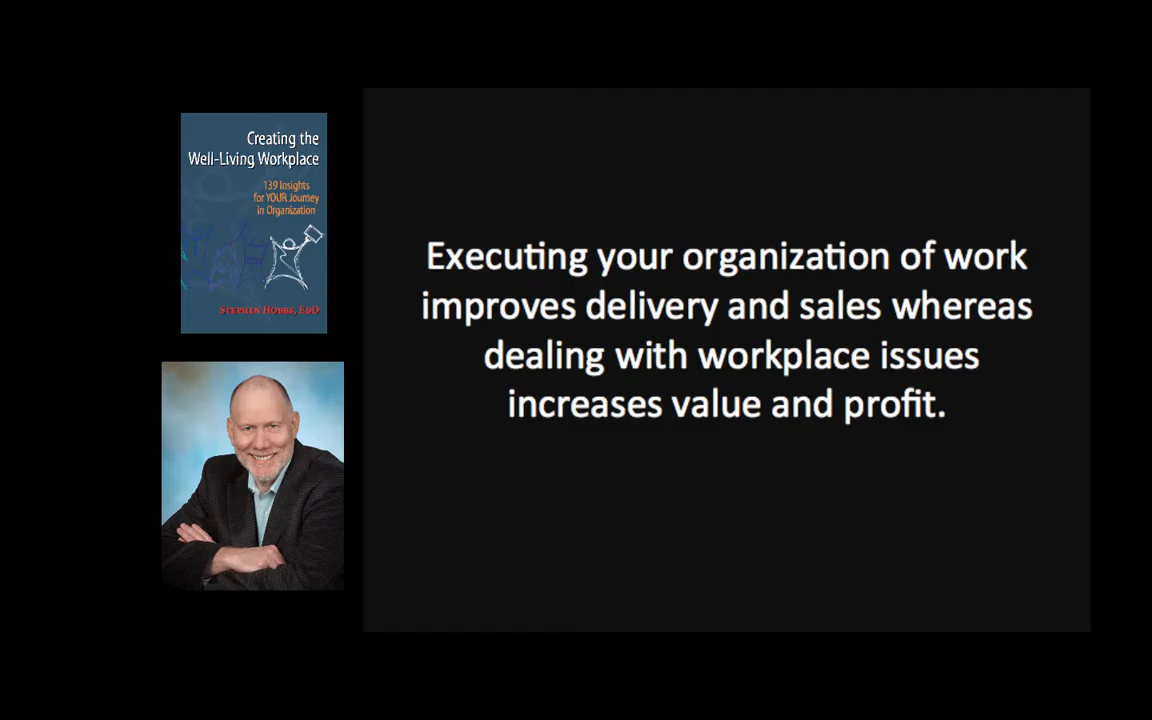 Creating the
Well-Living Workplace
139 Insights
for YOUR Journey
in Organization
STEPHEN HOBBS, EDD
Executing your organization of work
improves delivery and sales whereas
dealing with workplace issues
increases value and profit.